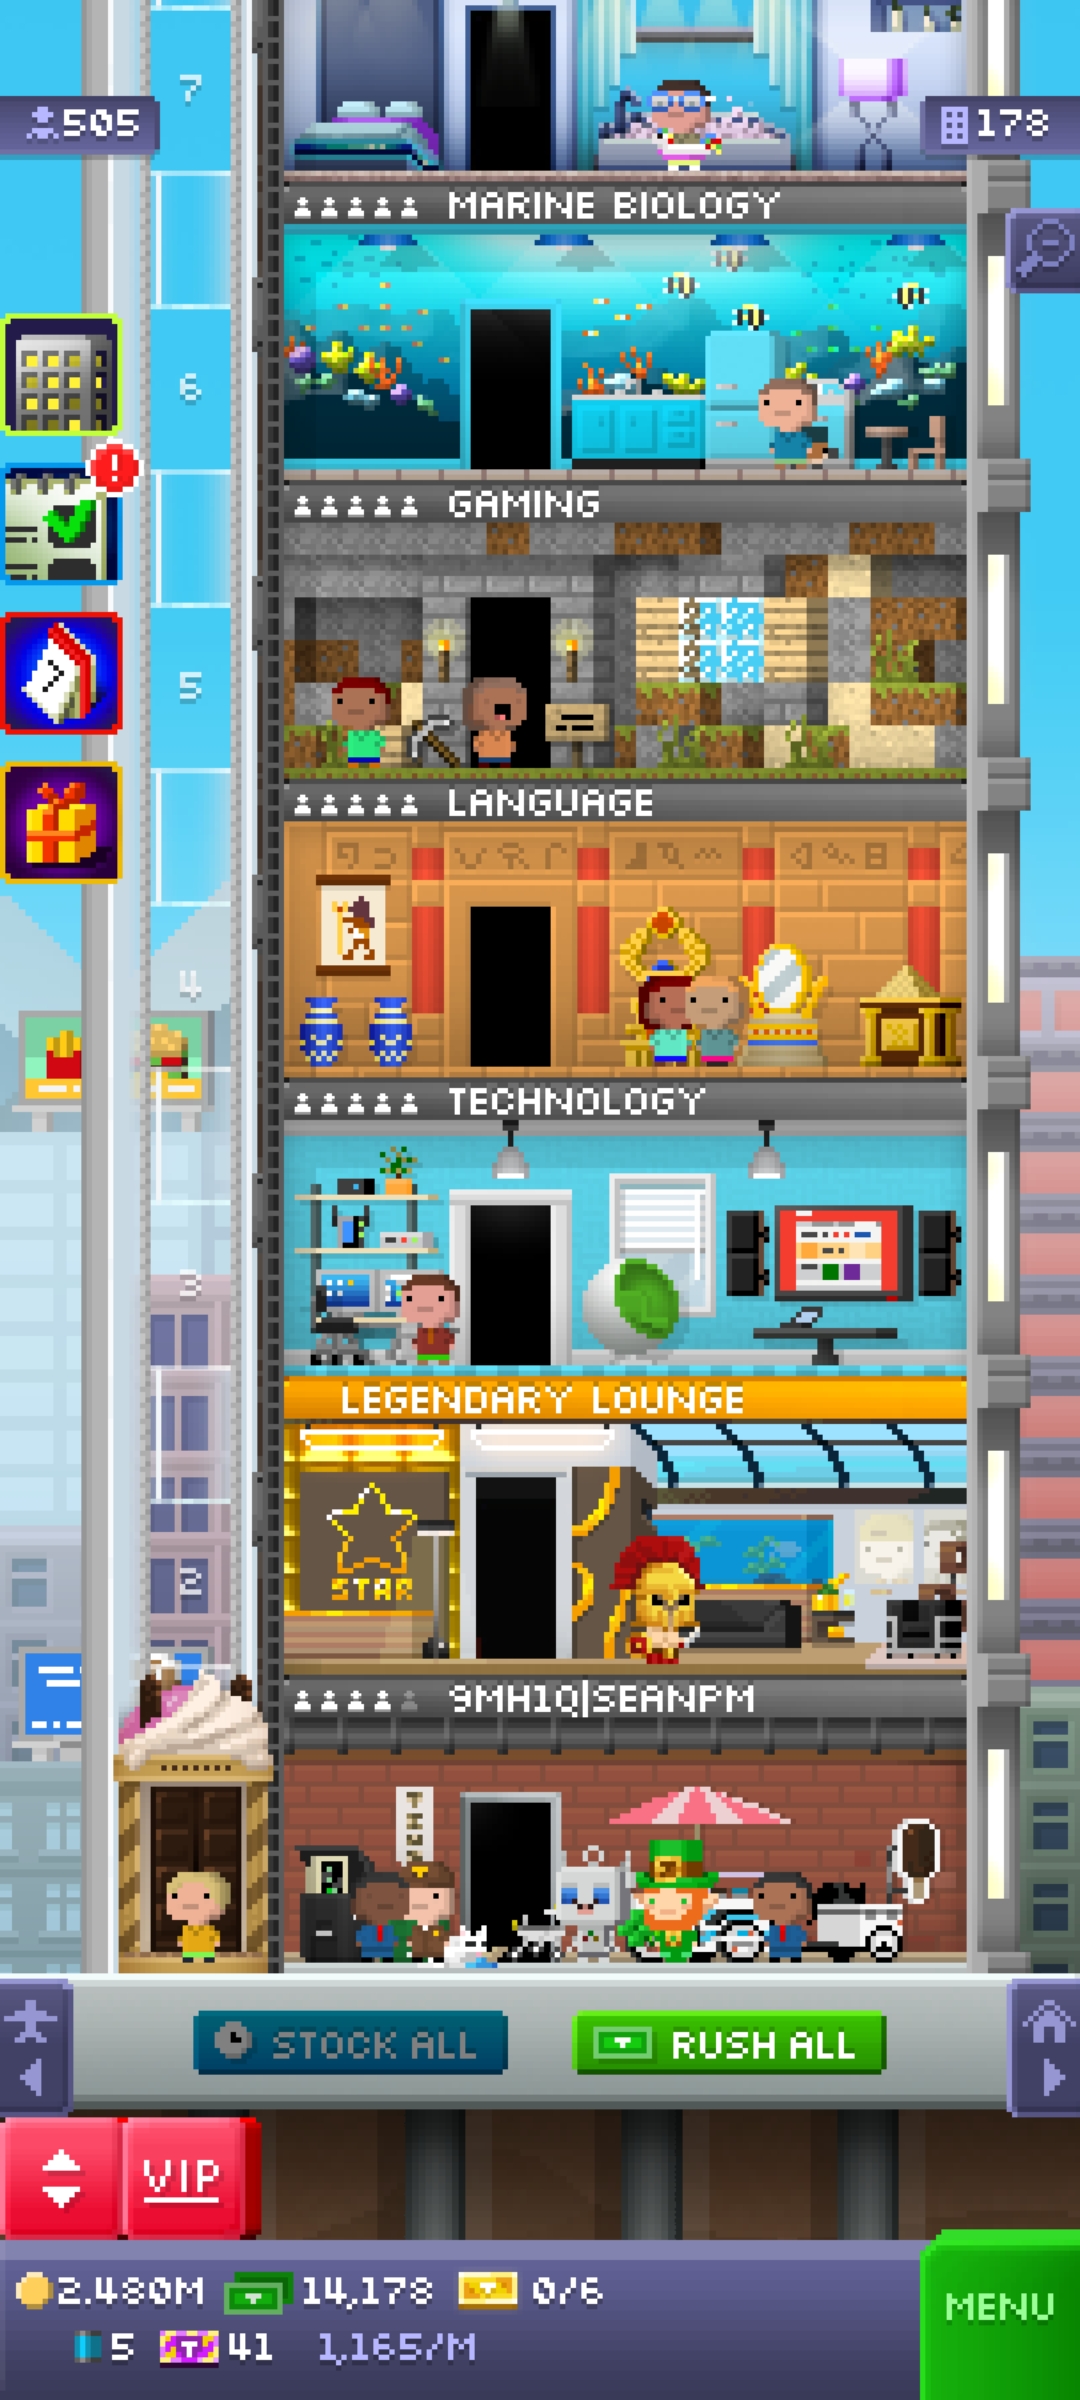 7
505
178
MARINE BIOLOGY
6
GAMING
5
LANGUAGE
4
TECHNOLOGY
3
LEGENDARY LOUNGE
STAR
2
9MH1Q|SEANPM
STOCK ALL
RUSH ALL
VIP
2.480M 14,178 0/6
MENU
5 41 1,165/M